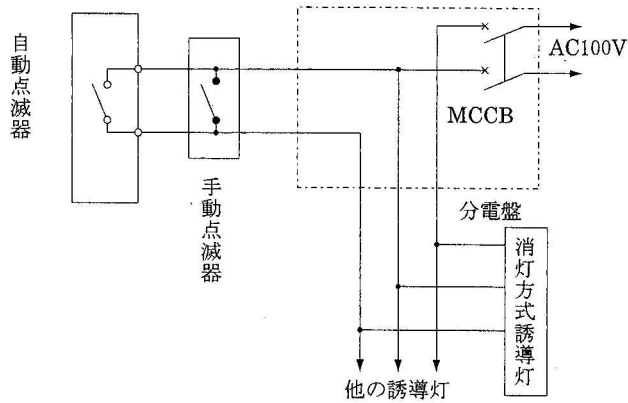 自動点滅器
手動点滅器
AC100V
MCCB
分電盤
消灯方式誘導灯
他の誘導灯